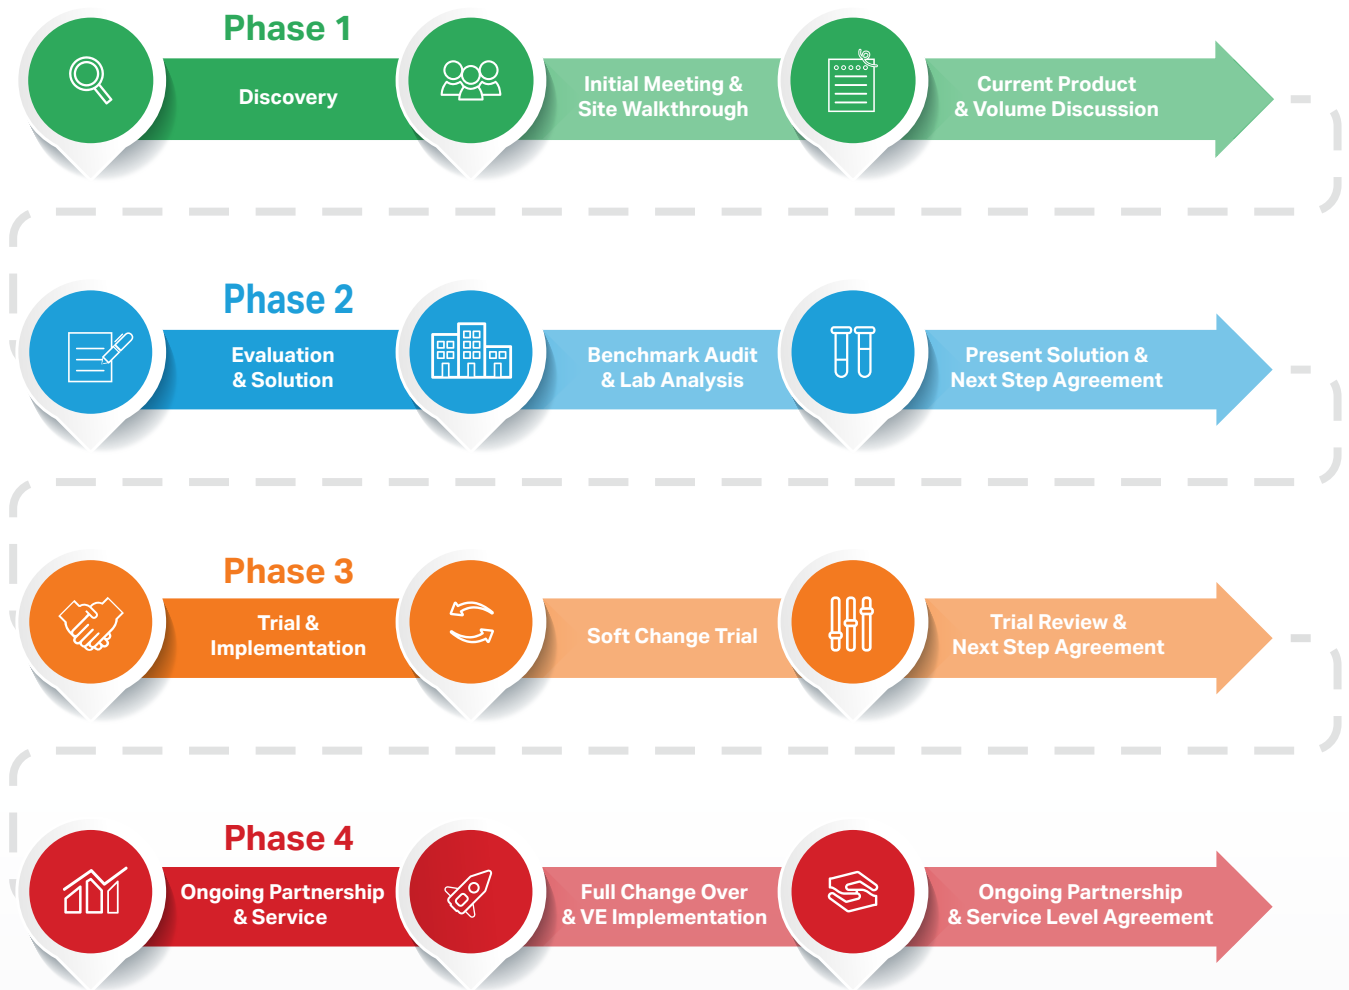 Phase 1
Discovery
Initial Meeting &
Site Walkthrough
Current Product
& Volume Discussion
Phase 2
Evaluation
& Solution
Benchmark Audit
& Lab Analysis
Present Solution &
Next Step Agreement
Phase 3
Trial &
Implementation
Soft Change Trial
Trial Review &
Next Step Agreement
Phase 4
Ongoing Partnership
& Service
Full Change Over
& VE Implementation
Ongoing Partnership
& Service Level Agreement